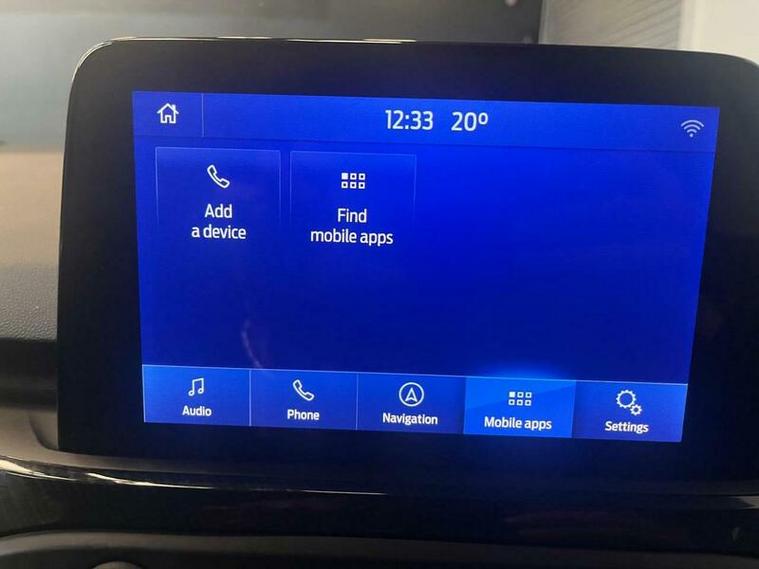 12:33 20º
Add
a device
Find
mobile apps
Audio
Phone
Navigation
Mobile apps
Settings